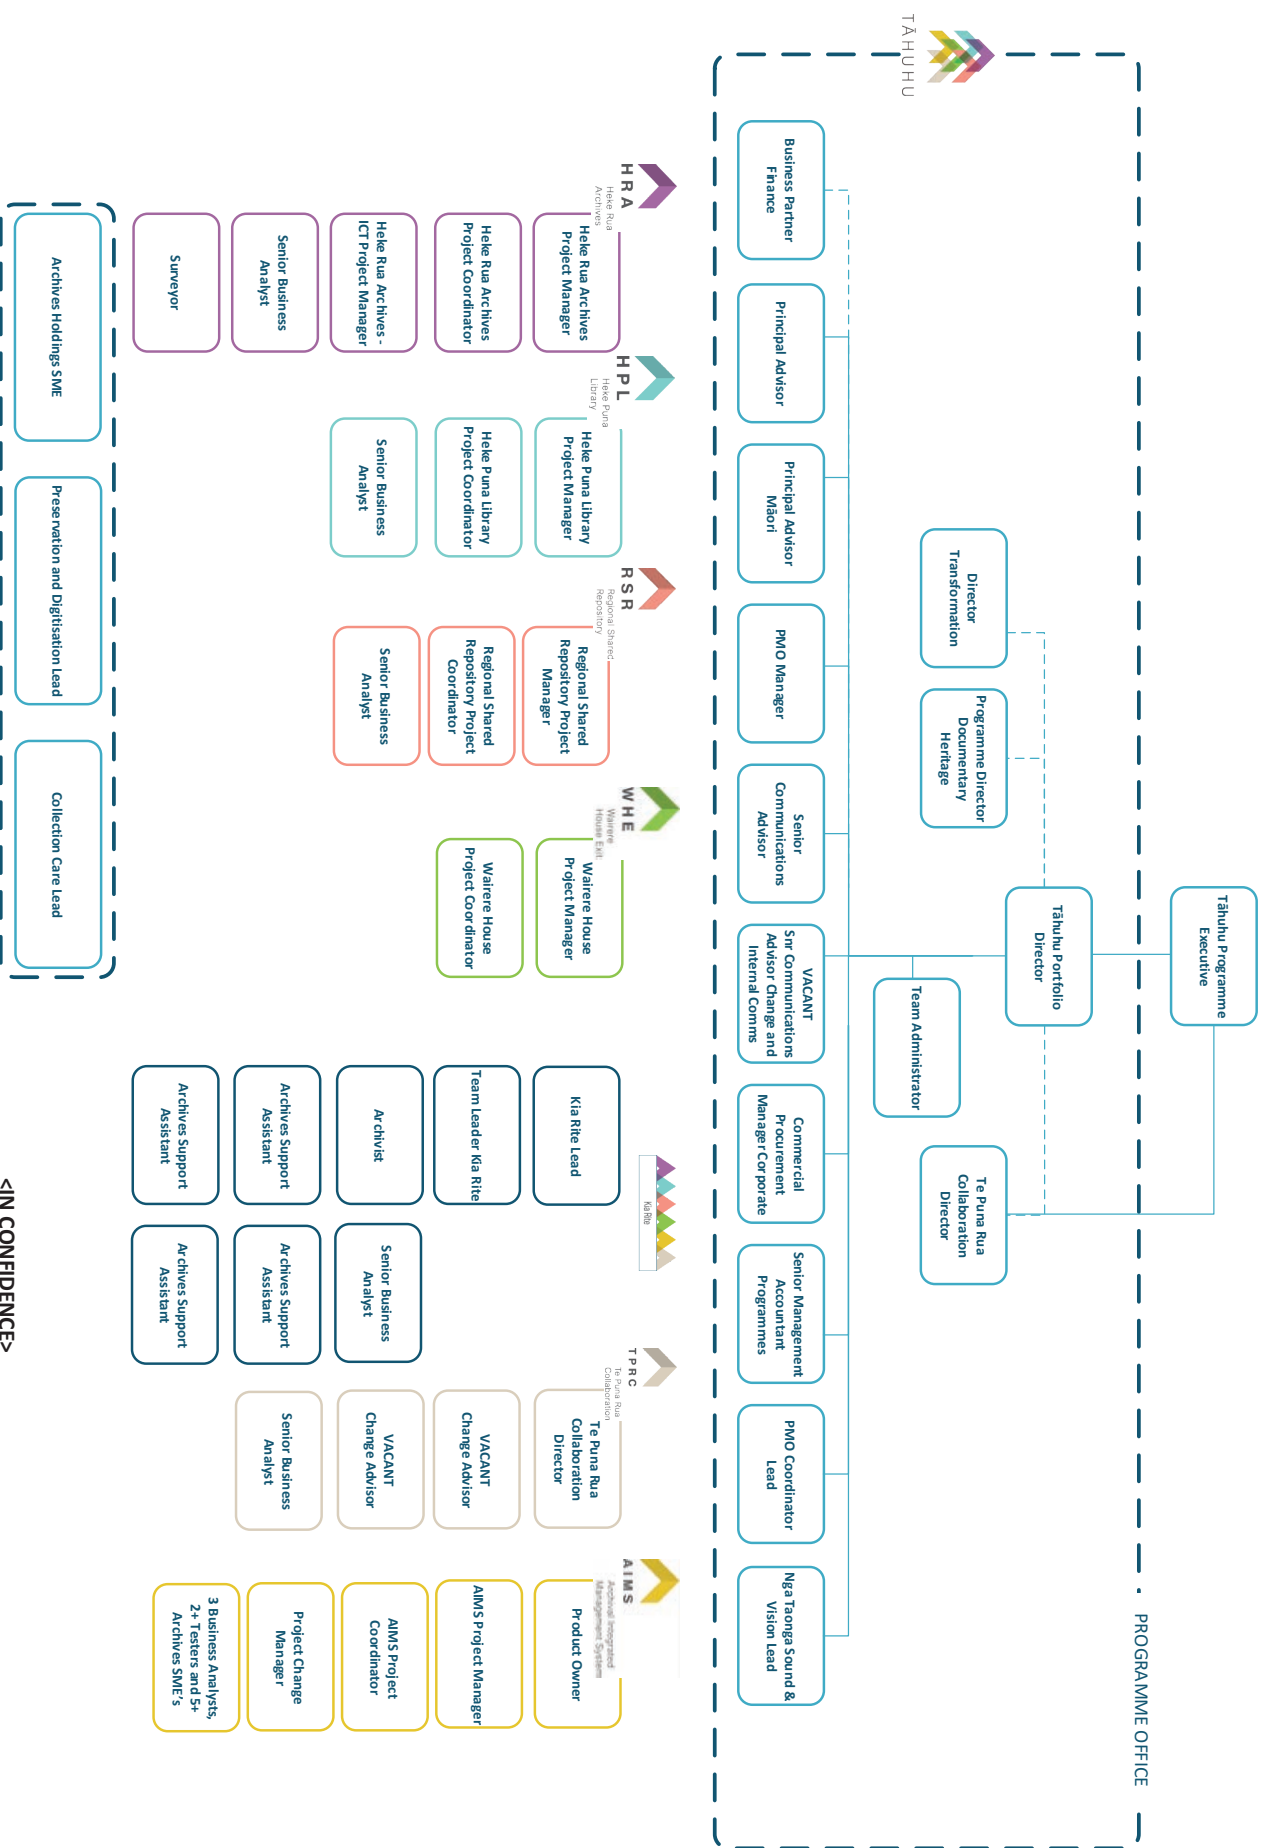 TĀHUHU
PROGRAMME OFFICE
Tāhuhu Programme
Executive
Tāhuhu Portfolio
Director
Director
Transformation
Programme Director
Documentary
Heritage
Te Puna Rua
Collaboration
Director
Team Administrator
Business Partner
Finance
Principal Advisor
Principal Advisor
Māori
PMO Manager
Senior
Communications
Advisor
VACANT
Snr Communications
Advisor Change and
Internal Comms
Commercial
Procurement
Manager Corporate
Senior Management
Accountant
Programmes
PMO Coordinator
Lead
Nga Taonga Sound &
Vision Lead
HRA
Heke Rua
Archives
Heke Rua Archives
Project Manager
Heke Rua Archives
Project Coordinator
Heke Rua Archives -
ICT Project Manager
Senior Business
Analyst
Surveyor
HPL
Heke Puna
Library
Heke Puna Library
Project Manager
Heke Puna Library
Project Coordinator
Senior Business
Analyst
RSR
Regional Shared
Repository
Regional Shared
Repository Project
Manager
Regional Shared
Repository Project
Coordinator
Senior Business
Analyst
WHE
Wairere
House Exit
Wairere House
Project Manager
Wairere House
Project Coordinator
Kia Rite
Kia Rite Lead
Team Leader Kia Rite
Archivist
Senior Business
Analyst
Archives Support
Assistant
Archives Support
Assistant
Archives Support
Assistant
Archives Support
Assistant
TPRC
Te Puna Rua
Collaboration
Te Puna Rua
Collaboration
Director
VACANT
Change Advisor
VACANT
Change Advisor
Senior Business
Analyst
AIMS
Archival Integrated
Management System
Product Owner
AIMS Project Manager
AIMS Project
Coordinator
Project Change
Manager
3 Business Analysts,
2+ Testers and 5+
Archives SME's
Archives Holdings SME
Preservation and Digitisation Lead
Collection Care Lead
<IN CONFIDENCE>